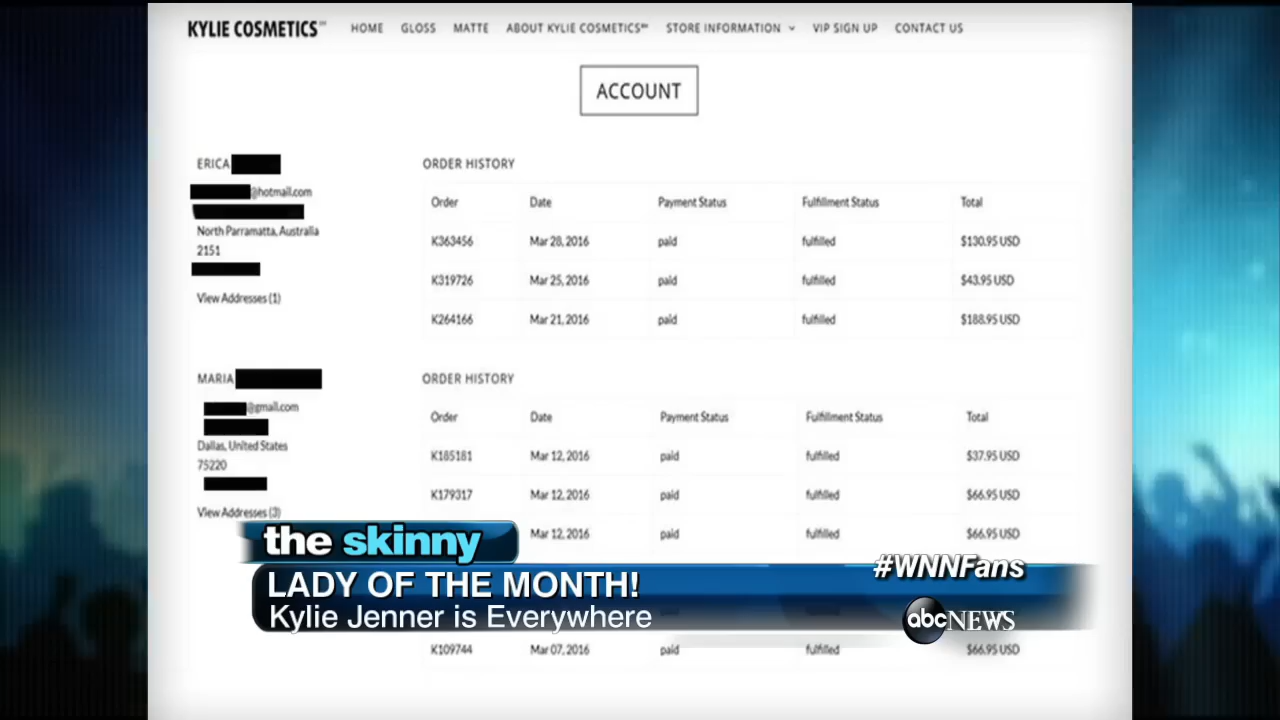 KYLIE COSMETICS℠ HOME GLOSS MATTE ABOUT KYLIE COSMETICS℠ STORE INFORMATION VIP SIGN UP CONTACT US
ACCOUNT
ERICA
@hotmail.com
North Parramatta, Australia
2151
View Addresses (1)
ORDER HISTORY
Order Date Payment Status Fulfillment Status Total
K363456 Mar 28, 2016 paid fulfilled $130.95 USD
K319726 Mar 25, 2016 paid fulfilled $43.95 USD
K264166 Mar 21, 2016 paid fulfilled $188.95 USD
MARIA
@gmail.com
Dallas, United States
75220
View Addresses (3)
ORDER HISTORY
Order Date Payment Status Fulfillment Status Total
K185181 Mar 12, 2016 paid fulfilled $37.95 USD
K179317 Mar 12, 2016 paid fulfilled $66.95 USD
Mar 12, 2016 paid fulfilled $66.95 USD
K109744 Mar 07, 2016 paid fulfilled $66.95 USD
the skinny
LADY OF THE MONTH!
Kylie Jenner is Everywhere
#WNNFans
abc NEWS